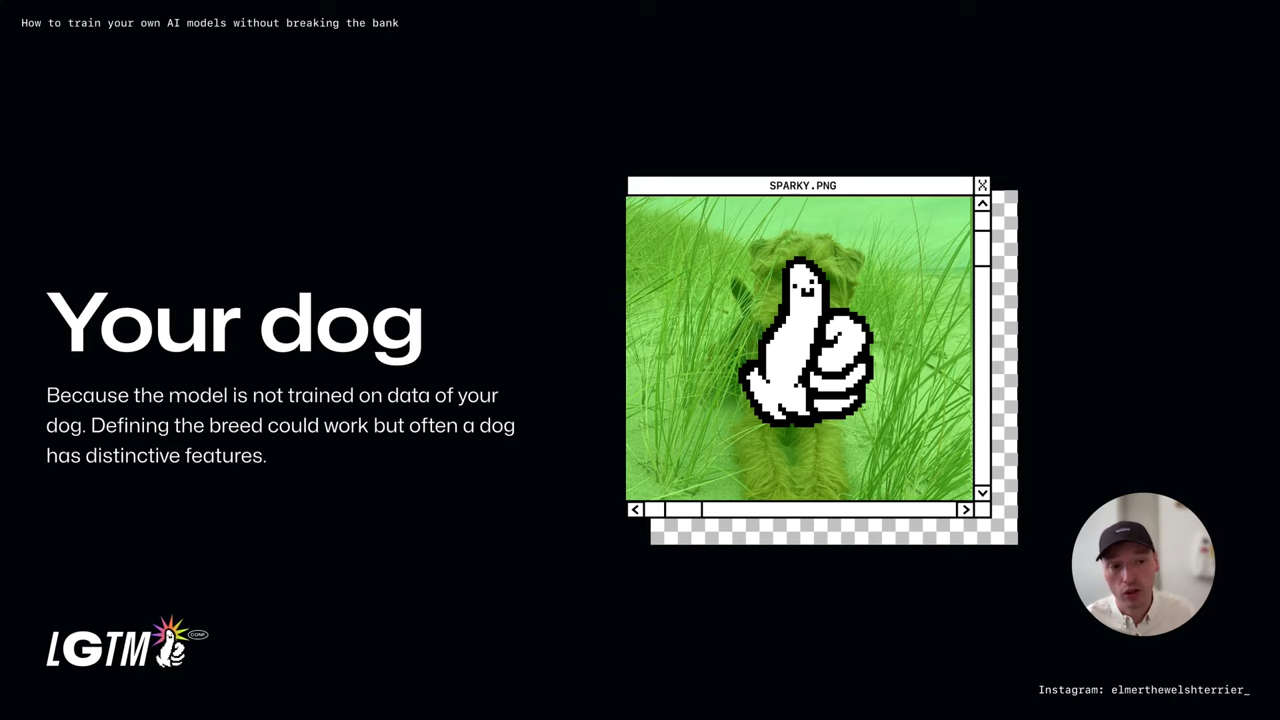 How to train your own AI models without breaking the bank
SPARKY.PNG
Your dog
Because the model is not trained on data of your
dog. Defining the breed could work but often a dog
has distinctive features.
LGTM
CONF
Instagram: elmerthewelshterrier_